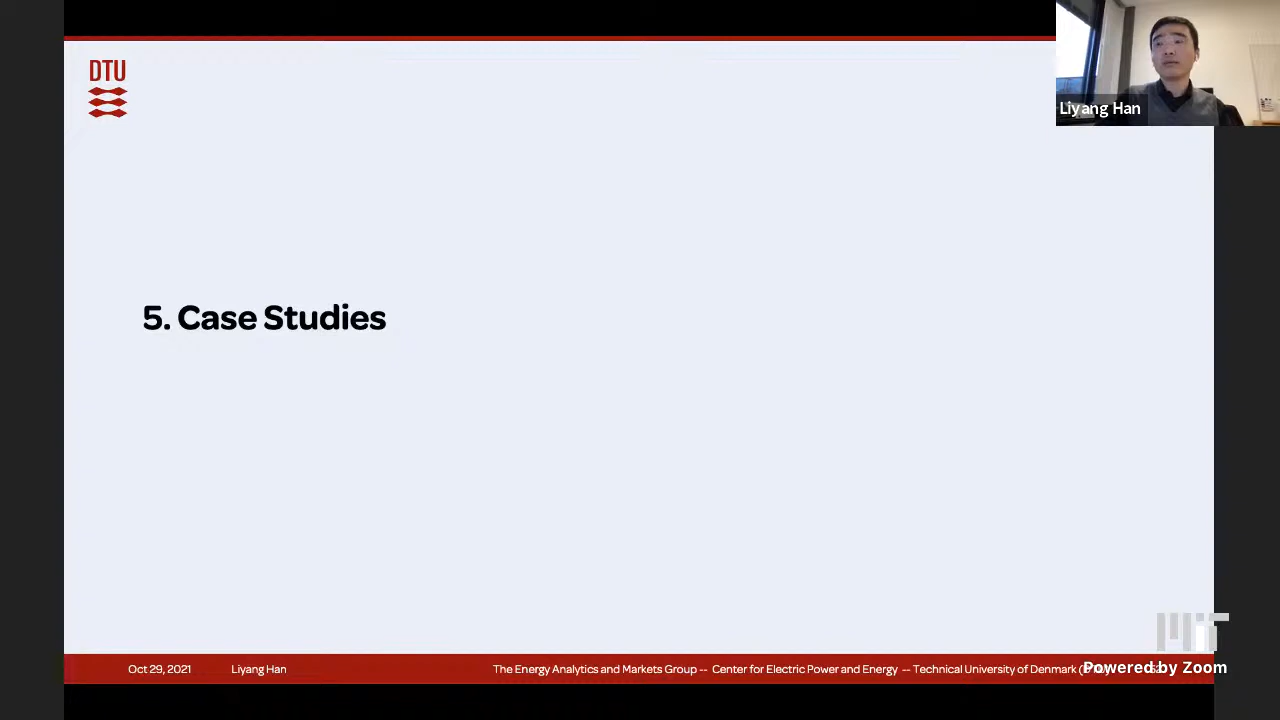 DTU
Liyang Han
5. Case Studies
MIT
Oct 29, 2021
Liyang Han
The Energy Analytics and Markets Group -- Center for Electric Power and Energy -- Technical University of Denmark
Powered by Zoom